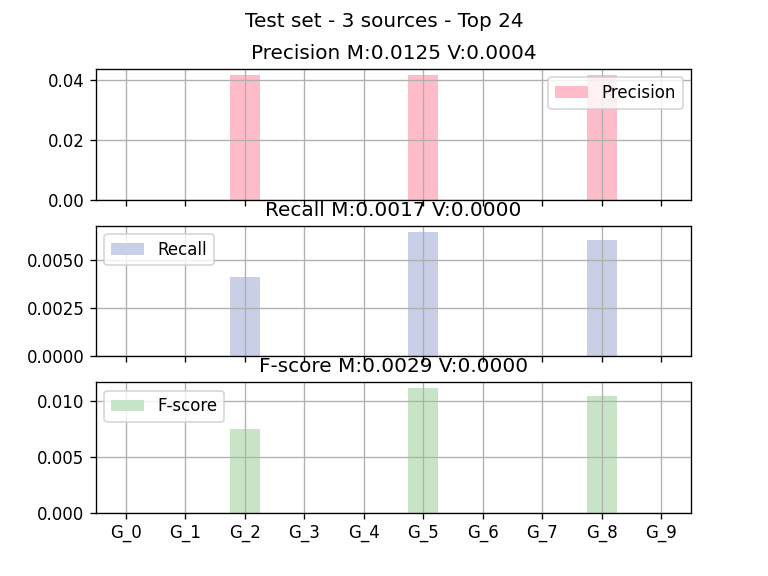 Test set - 3 sources - Top 24
Precision M:0.0125 V:0.0004
0.04
0.02
0.00
Precision
Recall M:0.0017 V:0.0000
0.0050
0.0025
0.0000
Recall
F-score M:0.0029 V:0.0000
0.010
0.005
0.000
F-score
G_0 G_1 G_2 G_3 G_4 G_5 G_6 G_7 G_8 G_9